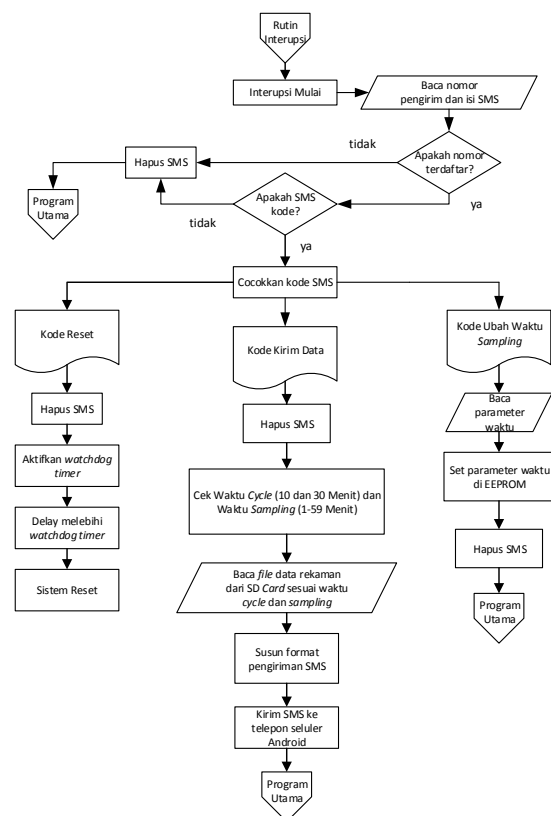 Rutin
Interupsi
Interupsi Mulai
Baca nomor
pengirim dan isi SMS
tidak
Apakah nomor
terdaftar?
Hapus SMS
Program
Utama
ya
Apakah SMS
kode?
tidak
ya
Cocokkan kode SMS
Kode Reset
Hapus SMS
Aktifkan watchdog
timer
Delay melebihi
watchdog timer
Sistem Reset
Kode Kirim Data
Hapus SMS
Cek Waktu Cycle (10 dan 30 Menit) dan
Waktu Sampling (1-59 Menit)
Baca file data rekaman
dari SD Card sesuai waktu
cycle dan sampling
Susun format
pengiriman SMS
Kirim SMS ke
telepon seluler
Android
Program
Utama
Kode Ubah Waktu
Sampling
Baca
parameter
waktu
Set parameter waktu
di EEPROM
Hapus SMS
Program
Utama